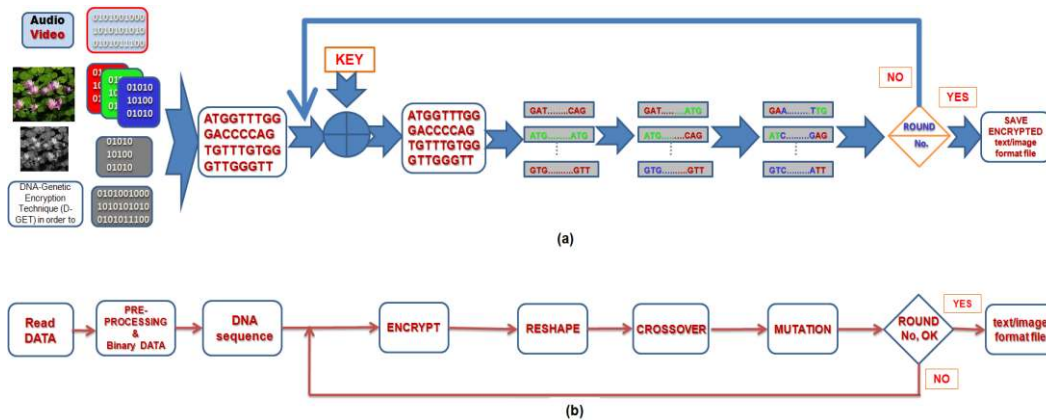 Audio
Video
0101001000
1010101010
0101011100
01010
10100
01010
01010
10100
01010
DNA-Genetic
Encryption
Technique (D-
GET) in order to
0101001000
1010101010
0101011100
ATGGTTTGG
GACCCCAG
TGTTTGTGG
GTTGGGTT
KEY
ATGGTTTGG
GACCCCAG
TGTTTGTGG
GTTGGGTT
GAT.......CAG
ATG.........ATG
GTG.........GTT
GAT.........ATG
ATG.........CAG
GTG.........GTT
GAA........TTG
ATC........GAG
GTC........ATT
NO
ROUND
No.
YES
SAVE
ENCRYPTED
text/image
format file
(a)
Read
DATA
PRE-
PROCESSING
&
Binary DATA
DNA
sequence
ENCRYPT
RESHAPE
CROSSOVER
MUTATION
ROUND
No, OK
YES
text/image
format file
NO
(b)